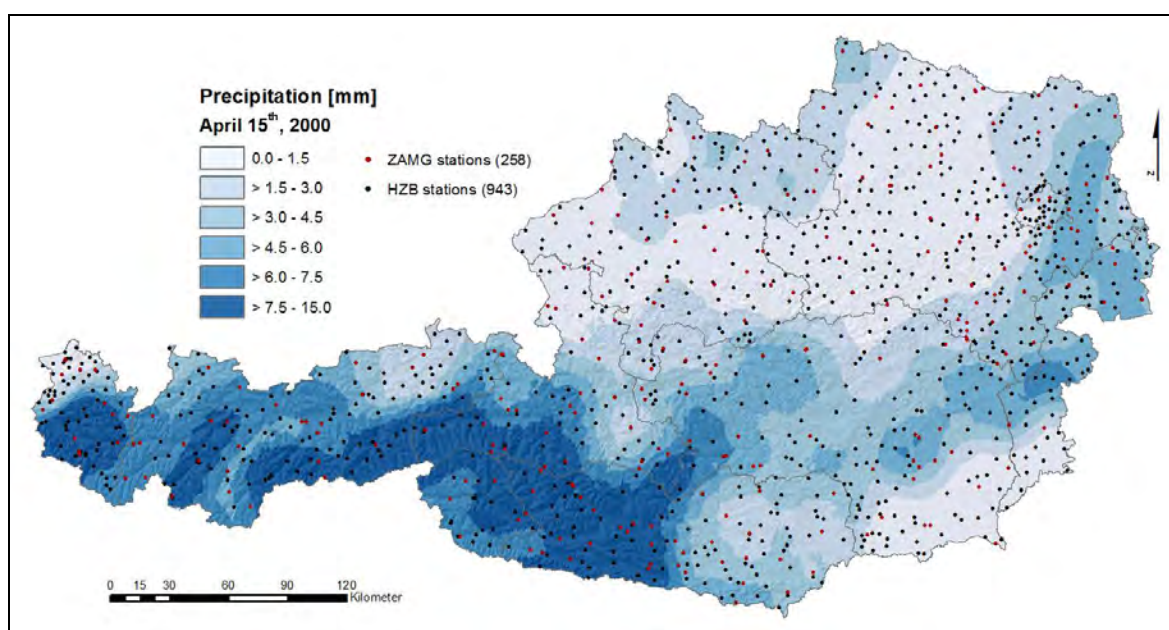 Precipitation [mm]
April 15th, 2000
0.0 - 1.5
> 1.5 - 3.0
> 3.0 - 4.5
> 4.5 - 6.0
> 6.0 - 7.5
> 7.5 - 15.0
ZAMG stations (258)
HZB stations (943)
N
0 15 30 60 90 120
Kilometer